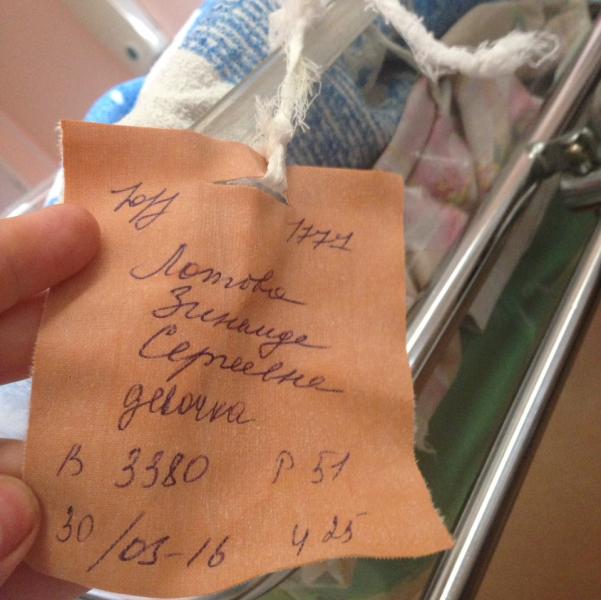 1771
Лотова
Зинаида
Сергеевна
девочка
В 3380 Р 51
30/03-16 4 25